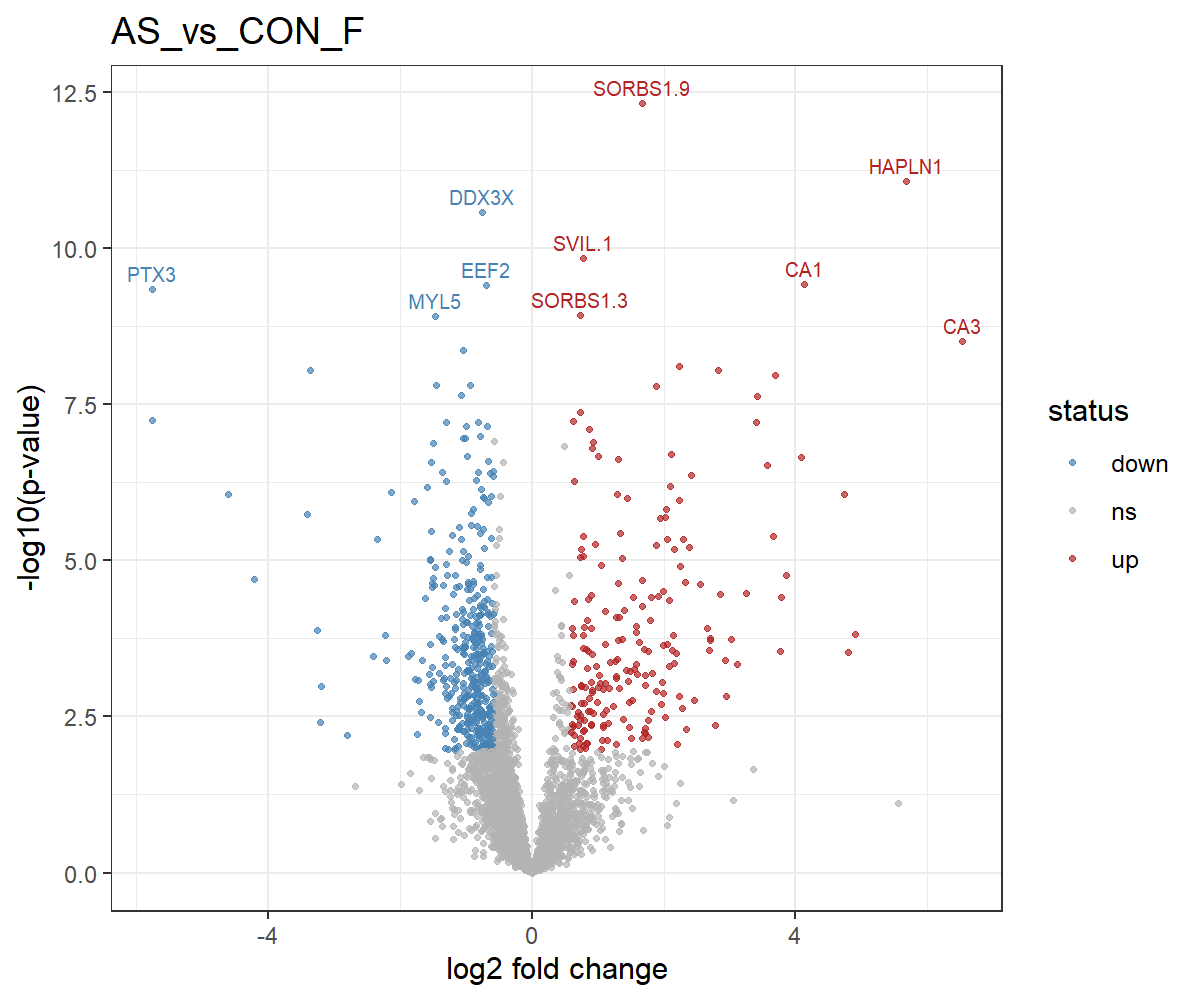 AS_vs_CON_F
12.5
10.0
7.5
5.0
2.5
0.0
-log10(p-value)
SORBS1.9
HAPLN1
DDX3X
SVIL.1
PTX3
EEF2
CA1
MYL5
SORBS1.3
CA3
-4
0
4
log2 fold change
status
down
ns
up